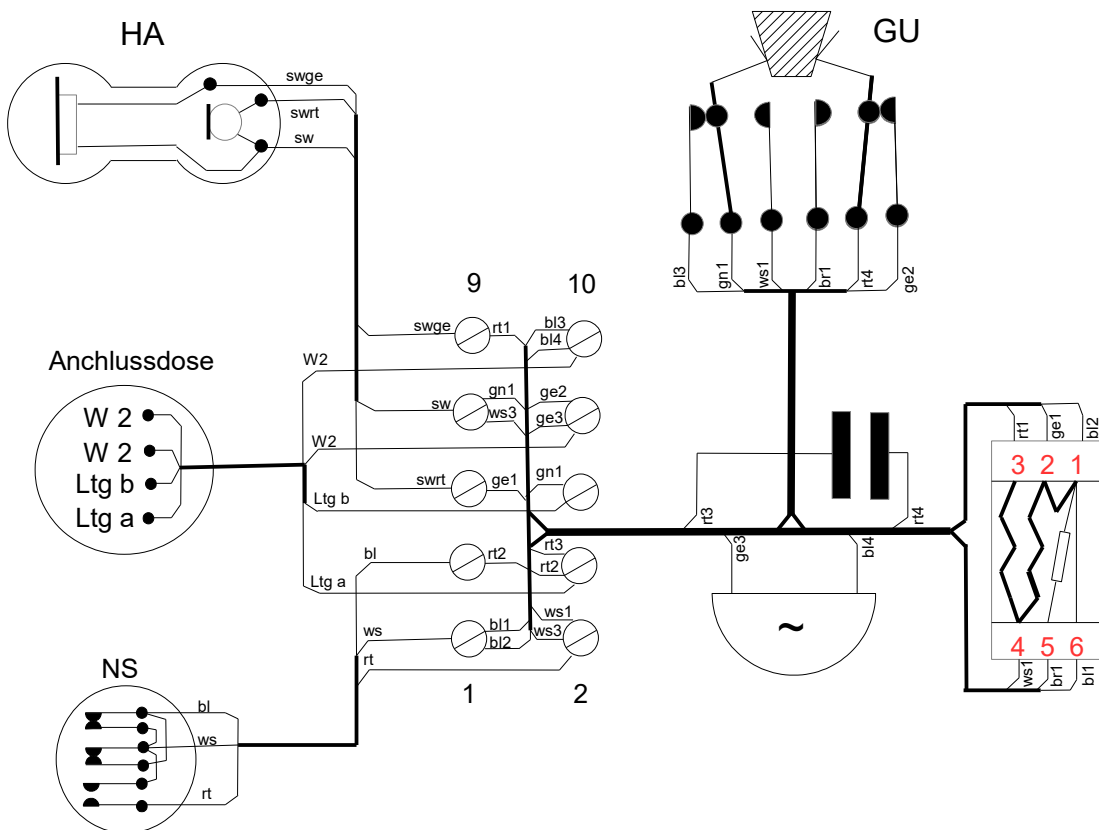 HA
GU
swge
swrt
sw
bl3
gn1
ws1
br1
rt4
ge2
9
10
swge
rt1
bl3
bl4
W2
Anchlussdose
W 2
W 2
Ltg b
Ltg a
sw
gn1
ws3
ge2
ge3
W2
swrt
ge1
gn1
Ltg b
rt3
rt4
ge3
bl4
rt1
ge1
bl2
3 2 1
bl
rt2
rt3
rt2
Ltg a
ws
bl1
bl2
ws1
ws3
rt
~
4 5 6
ws1
br1
bl1
NS
1
2
bl
ws
rt